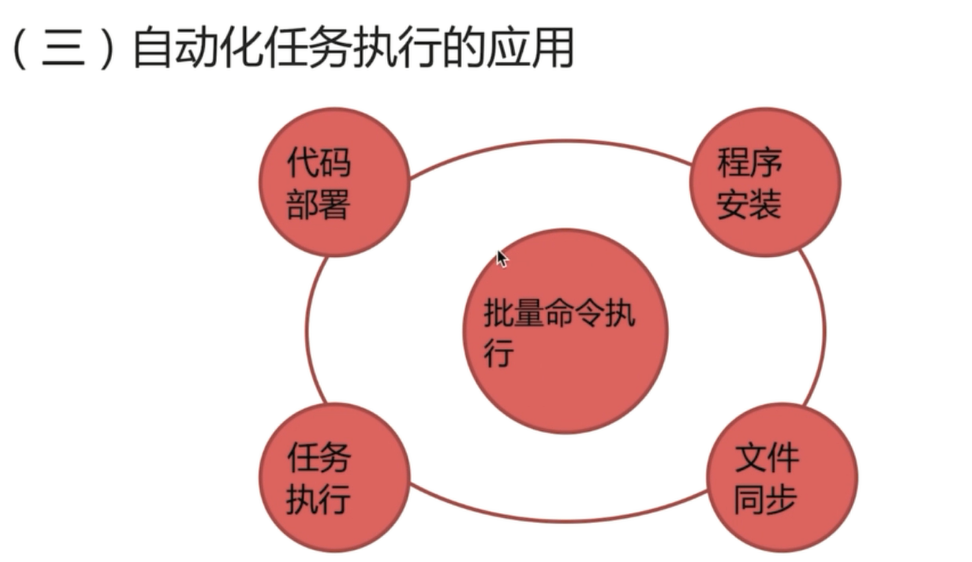 （三）自动化任务执行的应用
代码
部署
程序
安装
批量命令执
行
任务
执行
文件
同步